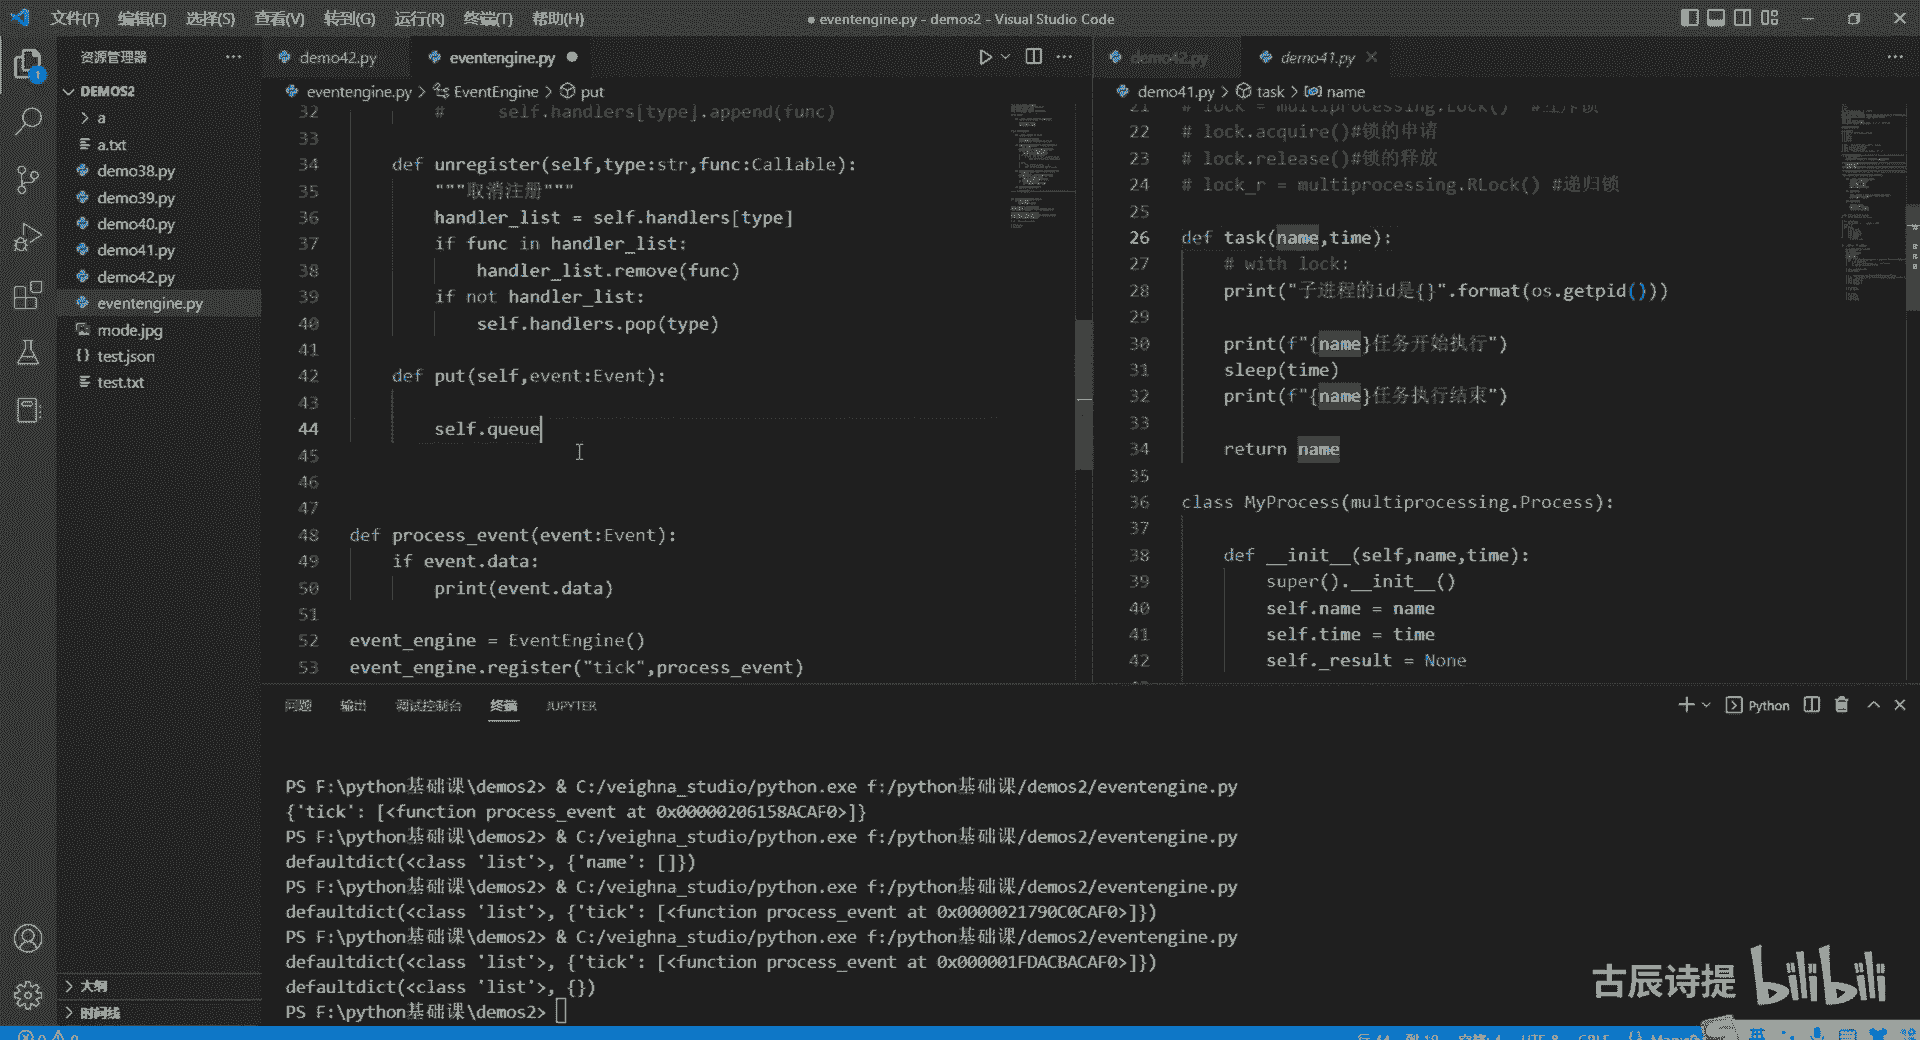 文件(F) 编辑(E) 选择(S) 查看(V) 转到(G) 运行(R) 终端(T) 帮助(H)
● eventengine.py - demos2 - Visual Studio Code
资源管理器
DEMOS2
a
a.txt
demo38.py
demo39.py
demo40.py
demo41.py
demo42.py
eventengine.py
mode.jpg
test.json
test.txt
大纲
时间线
demo42.py eventengine.py
eventengine.py > EventEngine > put
32 # self.handlers[type].append(func)
33
34 def unregister(self,type:str,func:Callable):
35 """取消注册"""
36 handler_list = self.handlers[type]
37 if func in handler_list:
38 handler_list.remove(func)
39 if not handler_list:
40 self.handlers.pop(type)
41
42 def put(self,event:Event):
43
44 self.queue
45
46
47
48 def process_event(event:Event):
49 if event.data:
50 print(event.data)
51
52 event_engine = EventEngine()
53 event_engine.register("tick",process_event)
demo42.py demo41.py
demo41.py > task > name
21 # lock = multiprocessing.Lock()
22 # lock.acquire()#锁的申请
23 # lock.release()#锁的释放
24 # lock_r = multiprocessing.RLock() #递归锁
25
26 def task(name,time):
27 # with lock:
28 print("子进程的id是{}".format(os.getpid()))
29
30 print(f"{name}任务开始执行")
31 sleep(time)
32 print(f"{name}任务执行结束")
33
34 return name
35
36 class MyProcess(multiprocessing.Process):
37
38 def __init__(self,name,time):
39 super().__init__()
40 self.name = name
41 self.time = time
42 self._result = None
问题 输出 调试控制台 终端 JUPYTER
Python
PS F:\python基础课\demos2> & C:/veighna_studio/python.exe f:/python基础课/demos2/eventengine.py
{'tick': [<function process_event at 0x00000206158ACAF0>]}
PS F:\python基础课\demos2> & C:/veighna_studio/python.exe f:/python基础课/demos2/eventengine.py
defaultdict(<class 'list'>, {'name': []})
PS F:\python基础课\demos2> & C:/veighna_studio/python.exe f:/python基础课/demos2/eventengine.py
defaultdict(<class 'list'>, {'tick': [<function process_event at 0x0000021790C0CAF0>]})
PS F:\python基础课\demos2> & C:/veighna_studio/python.exe f:/python基础课/demos2/eventengine.py
defaultdict(<class 'list'>, {'tick': [<function process_event at 0x000001FDACBACAF0>]})
defaultdict(<class 'list'>, {})
PS F:\python基础课\demos2>
古辰诗提 bilibili